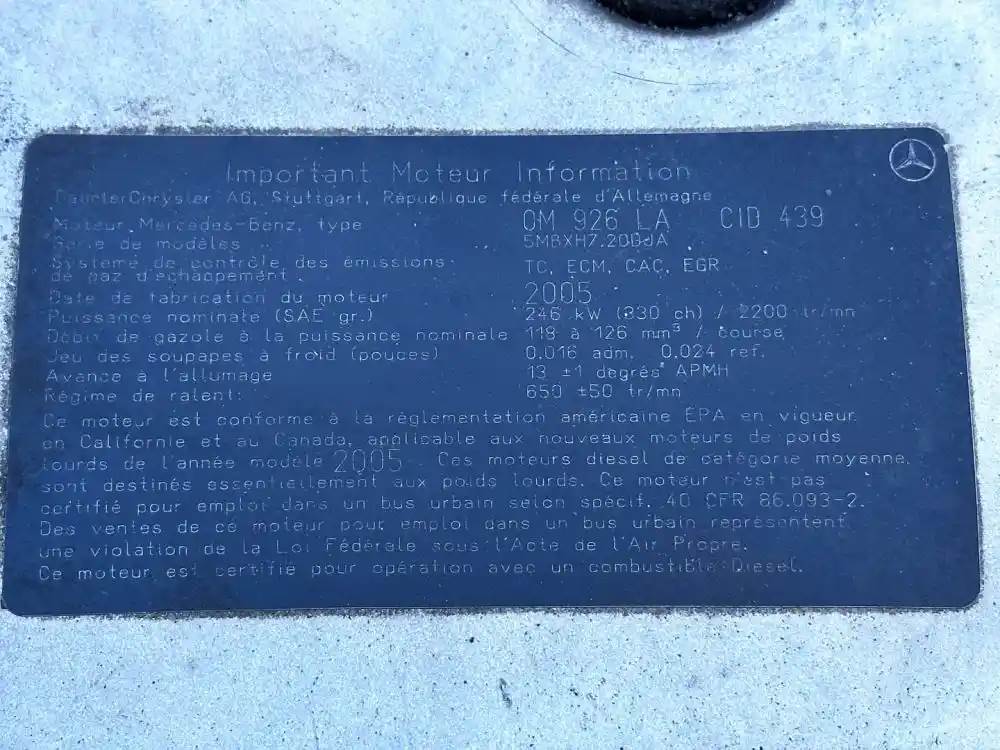 Important Moteur Information
DaimlerChrysler AG, Stuttgart, République fédérale d'Allemagne
Moteur Mercedes-Benz, type OM 926 LA CID 439
Série de modèles 5MBXH7.20DJA
Système de contrôle des émissions
de gaz d'échappement TC, ECM, CAC, EGR
Date de fabrication du moteur 2005
Puissance nominate (SAE gr.) 246 kW (330 ch) / 2200 tr/mn
Débit de gazole à la puissance nominale 118 à 126 mm³ / course
Jeu des soupapes à froid (pouces) 0.016 adm. 0.024 ref.
Avance à l'allumage 13 ±1 degrés APMH
Régime de ralent: 650 ±50 tr/mn
Ce moteur est conforme à la réglementation américaine EPA en vigueur
en Californie et au Canada, applicable aux nouveaux moteurs de poids
lourds de l'année modèle 2005. Ces moteurs diesel de catégorie moyenne,
sont destinés essentiellement aux poids lourds. Ce moteur n'est pas
certifié pour emploi dans un bus urbain selon spécif. 40 CFR 86.093-2.
Des ventes de ce moteur pour emploi dans un bus urbain représentent
une violation de la Loi Fédérale sous l'Acte de l'Air Propre.
Ce moteur est certifié pour opération avec un combustible Diesel.